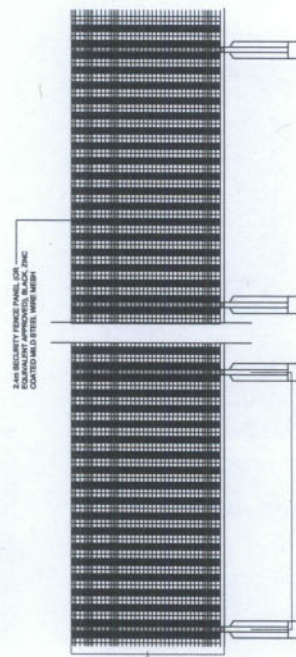 2.4m SECURITY FENCE PANEL (OR
EQUIVALENT APPROVED), BLACK, ZINC
COATED MILD STEEL WIRE MESH